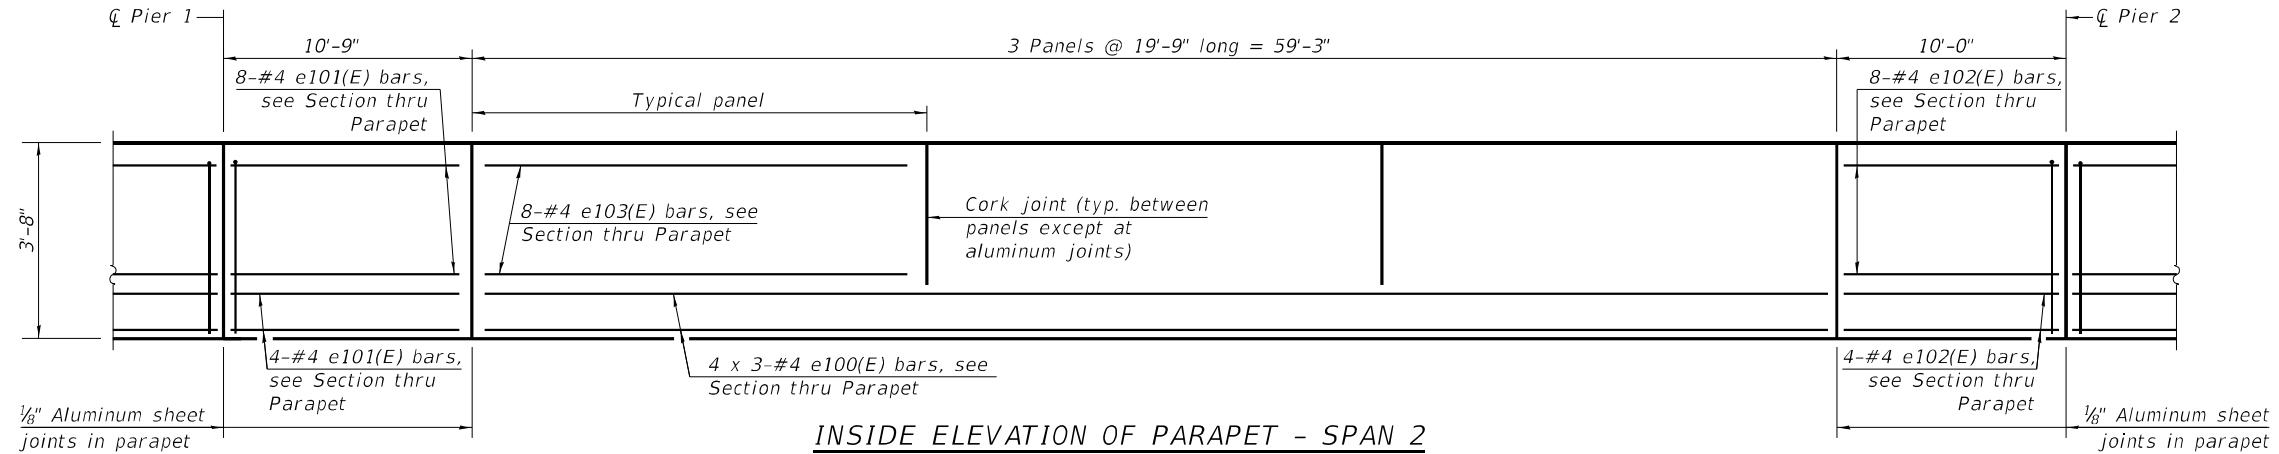 ℄ Pier 1
℄ Pier 2
10'-9"
3 Panels @ 19'-9" long = 59'-3"
10'-0"
8-#4 e101(E) bars,
see Section thru
Parapet
Typical panel
8-#4 e102(E) bars,
see Section thru
Parapet
3'-8"
8-#4 e103(E) bars, see
Section thru Parapet
Cork joint (typ. between
panels except at
aluminum joints)
4-#4 e101(E) bars,
see Section thru
Parapet
4 x 3-#4 e100(E) bars, see
Section thru Parapet
4-#4 e102(E) bars,
see Section thru
Parapet
⅛" Aluminum sheet
joints in parapet
⅛" Aluminum sheet
joints in parapet
INSIDE ELEVATION OF PARAPET - SPAN 2